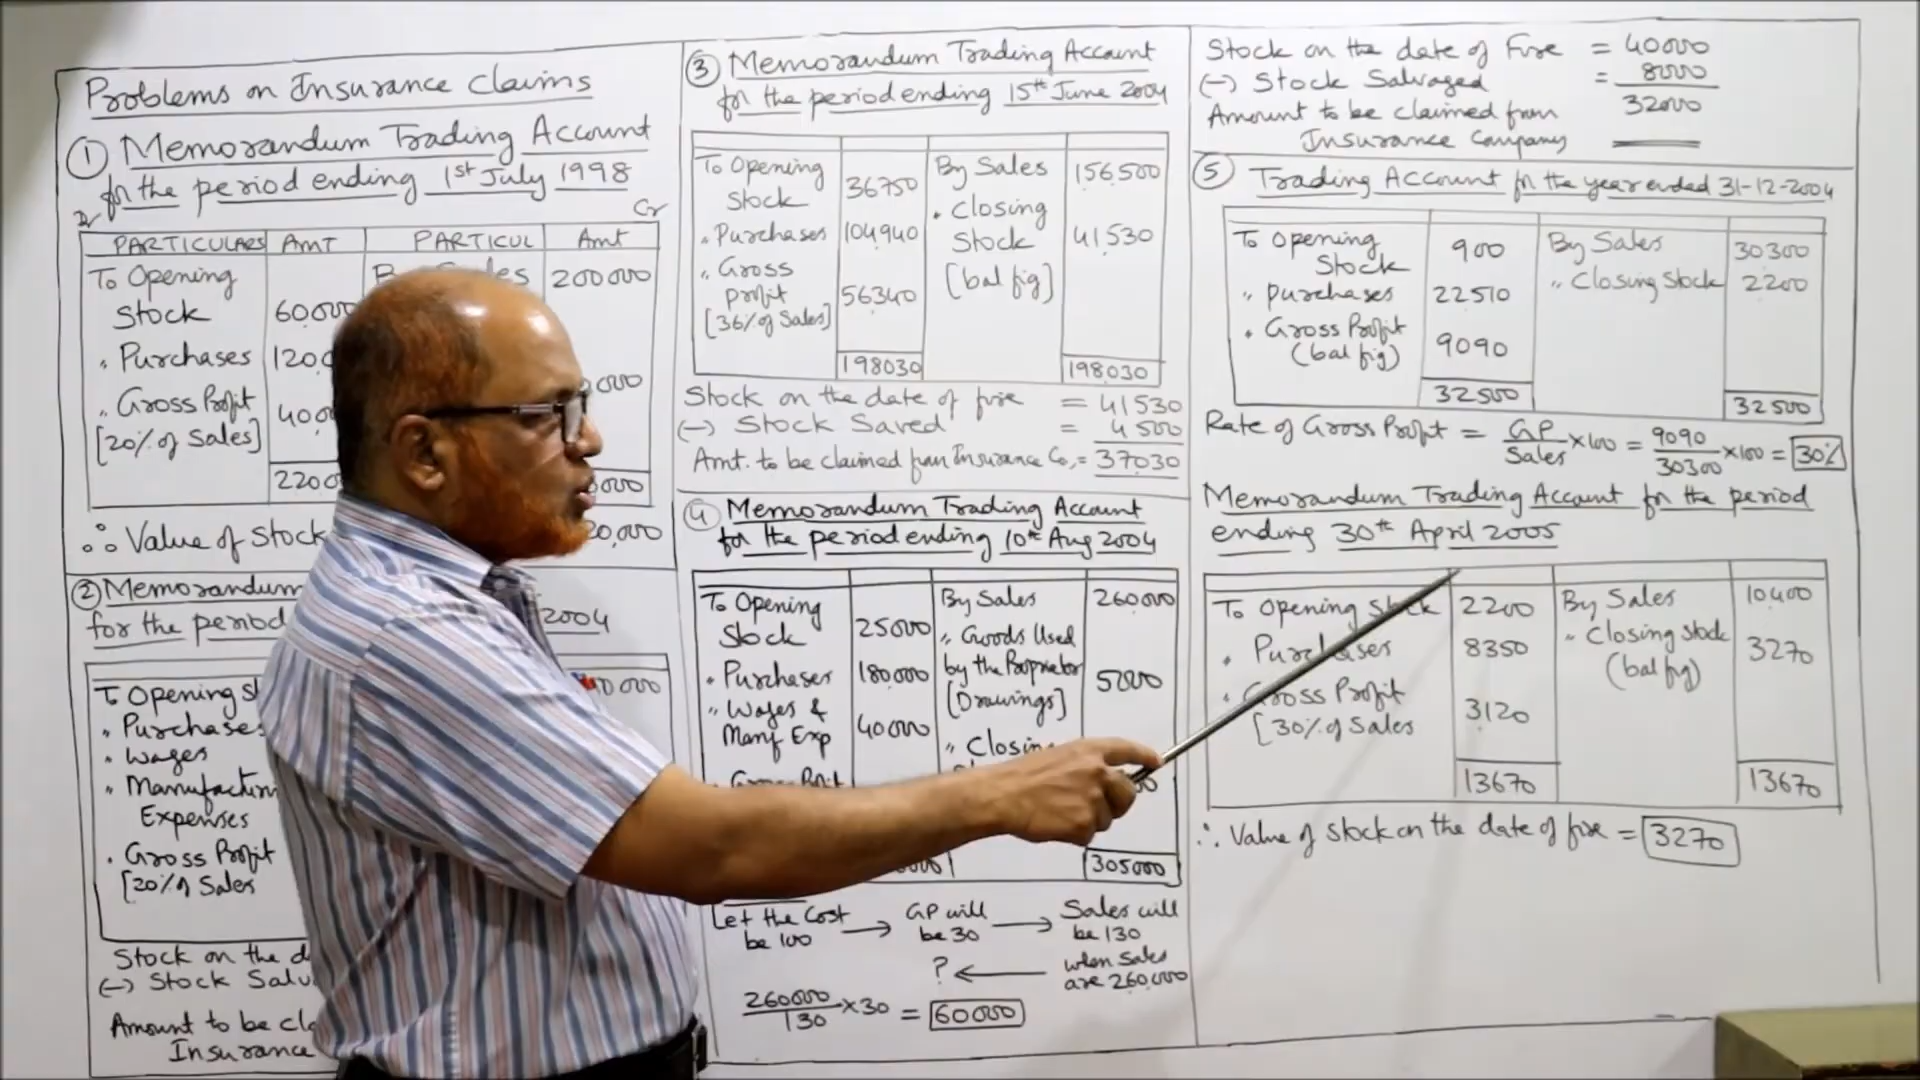 Problems on Insurance Claims
① Memorandum Trading Account
for the period ending 1st July 1998
Dr Cr
PARTICULARS AMT PARTICUL Amt
To Opening Stock 60,000 200000
" Purchases
" Gross Profit
[20% of Sales]
∴ Value of Stock
② Memorandum
for the period 2004
To Opening
" Purchases
" Wages
" Manufacturin
Expenses
" Gross Profit
[20% of Sales
Stock on the
(-) Stock
Amount to be
Insurance
③ Memorandum Trading Account
for the period ending 15th June 2004
To Opening Stock 36750 By Sales 156500
" Purchases 104940 " Closing Stock 41530
" Gross profit 56340 [bal fig]
[36% of Sales]
198030 198030
Stock on the date of fire = 41530
(-) Stock Saved = 4500
Amt. to be claimed from Insurance Co, = 37030
④ Memorandum Trading Account
for the period ending 10th Aug 2004
To Opening Stock 25000 By Sales 260000
" Purchases 180000 " Goods Used
by the Proprietor 5000
[Drawings]
" Wages & Manf Exp 40000 " Closin
305000
Let the Cost be 100 → GP will be 30 → Sales will be 130
? ← when Sales are 260,000
260000/130 × 30 = 60000
Stock on the date of Fire = 40000
(-) Stock Salvaged = 8000
Amount to be claimed from 32000
Insurance Company
⑤ Trading Account for the year ended 31-12-2004
To Opening Stock 900 By Sales 30300
" Purchases 22510 " Closing Stock 2200
" Gross Profit (bal fig) 9090
32500 32500
Rate of Gross Profit = GP/Sales × 100 = 9090/30300 × 100 = 30%
Memorandum Trading Account for the period
ending 30th April 2005
To Opening Stock 2200 By Sales 10400
" Purchases 8350 " Closing Stock 3270
(bal fig)
" Gross Profit 3120
[30% of Sales
13670 13670
∴ Value of Stock on the date of fire = 3270